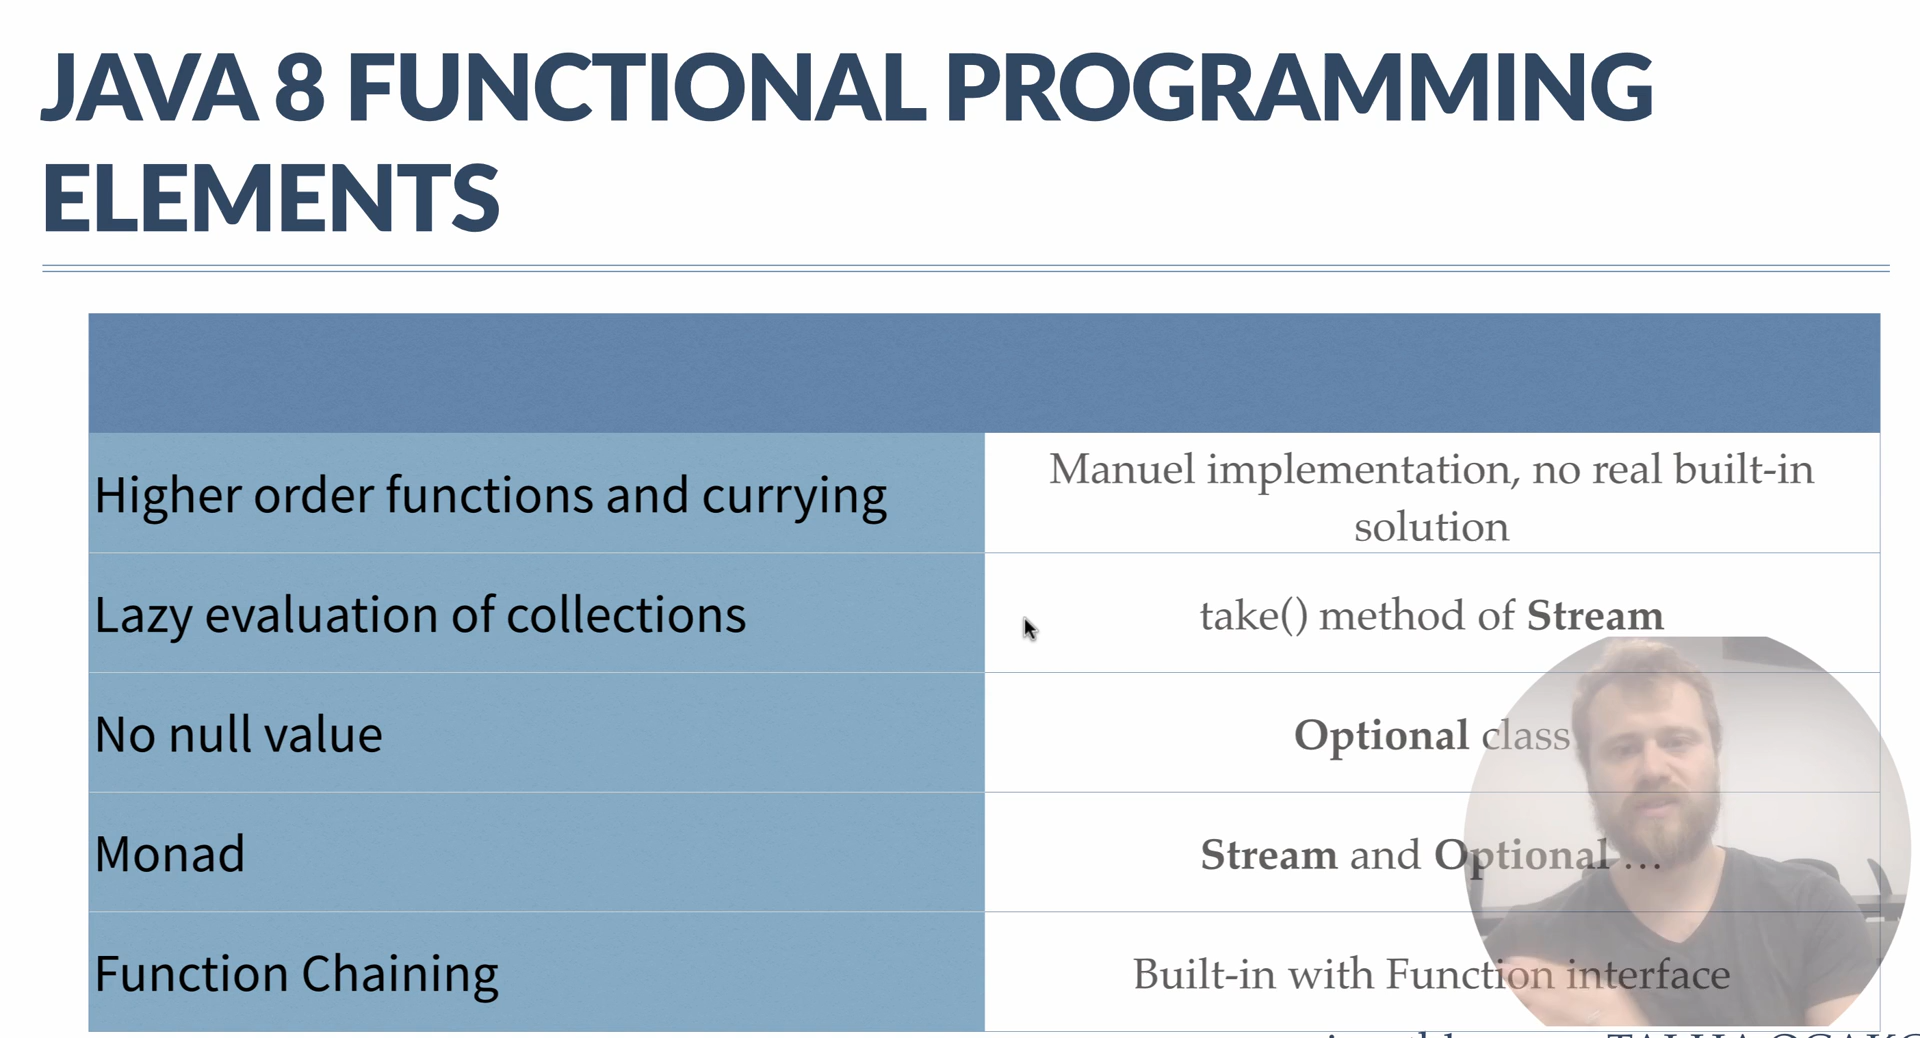 JAVA 8 FUNCTIONAL PROGRAMMING
ELEMENTS
Higher order functions and currying
Manuel implementation, no real built-in
solution
Lazy evaluation of collections
take() method of Stream
No null value
Optional class
Monad
Stream and Optional ...
Function Chaining
Built-in with Function interface